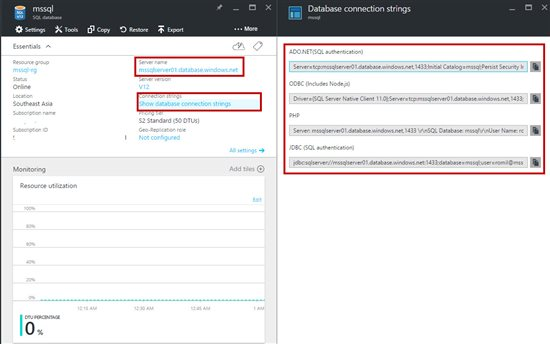 mssql
SQL database
Settings
Tools
Copy
Restore
Export
More
Essentials
Resource group
mssql-rg
Status
Online
Location
Southeast Asia
Subscription name
Subscription ID
Server name
mssqlserver01.database.windows.net
Server version
V12
Connection strings
Show database connection strings
Pricing tier
S2 Standard (50 DTUs)
Geo-Replication role
Not configured
All settings
Monitoring
Add tiles
Resource utilization
Edit
100%
80%
60%
40%
20%
0%
12:15 AM
12:30 AM
12:45 AM
1 AM
DTU PERCENTAGE
0 %
Database connection strings
mssql
ADO.NET(SQL authentication)
Server=tcp:mssqlserver01.database.windows.net,1433;Initial Catalog=mssql;Persist Security In
ODBC (Includes Node.js)
Driver={SQL Server Native Client 11.0};Server=tcp:mssqlserver01.database.windows.net,1433;
PHP
Server: mssqlserver01.database.windows.net,1433 \r\nSQL Database: mssql\r\nUser Name: rc
JDBC (SQL authentication)
jdbc:sqlserver://mssqlserver01.database.windows.net:1433;database=mssql;user=romil@mss